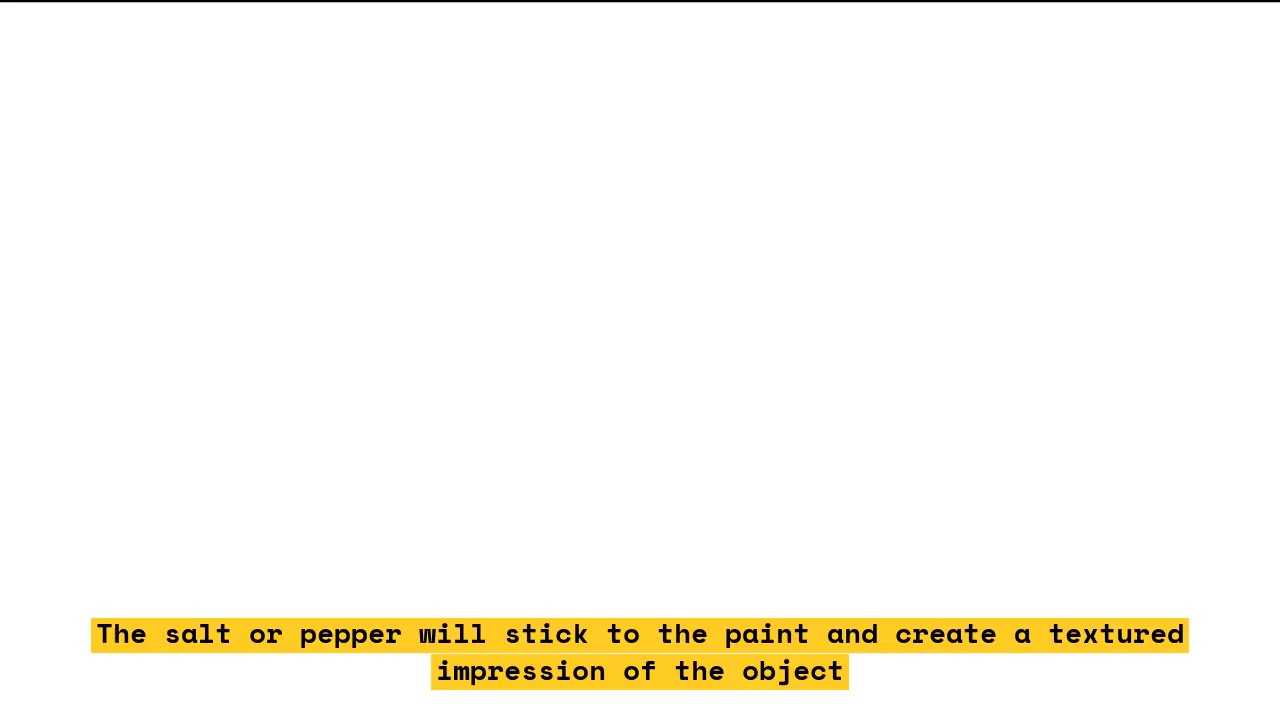 The salt or pepper will stick to the paint and create a textured
impression of the object